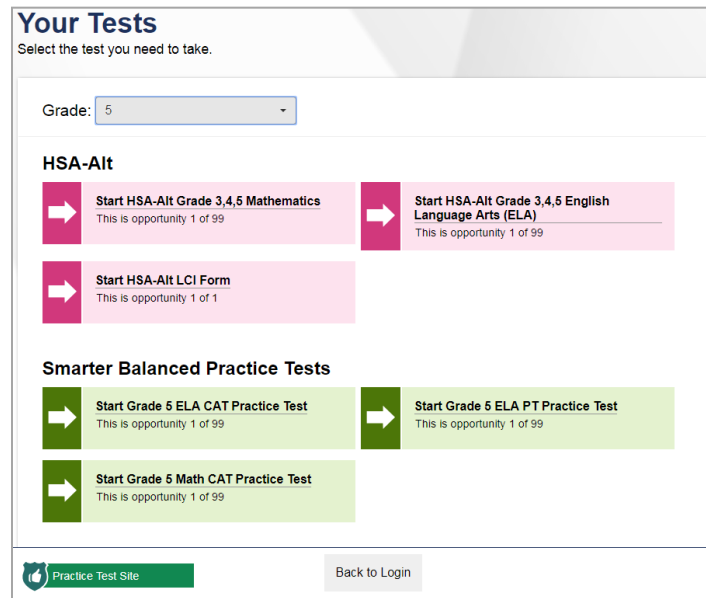 Your Tests
Select the test you need to take.
Grade: 5
HSA-Alt
Start HSA-Alt Grade 3,4,5 Mathematics
This is opportunity 1 of 99
Start HSA-Alt Grade 3,4,5 English
Language Arts (ELA)
This is opportunity 1 of 99
Start HSA-Alt LCI Form
This is opportunity 1 of 1
Smarter Balanced Practice Tests
Start Grade 5 ELA CAT Practice Test
This is opportunity 1 of 99
Start Grade 5 ELA PT Practice Test
This is opportunity 1 of 99
Start Grade 5 Math CAT Practice Test
This is opportunity 1 of 99
Practice Test Site
Back to Login